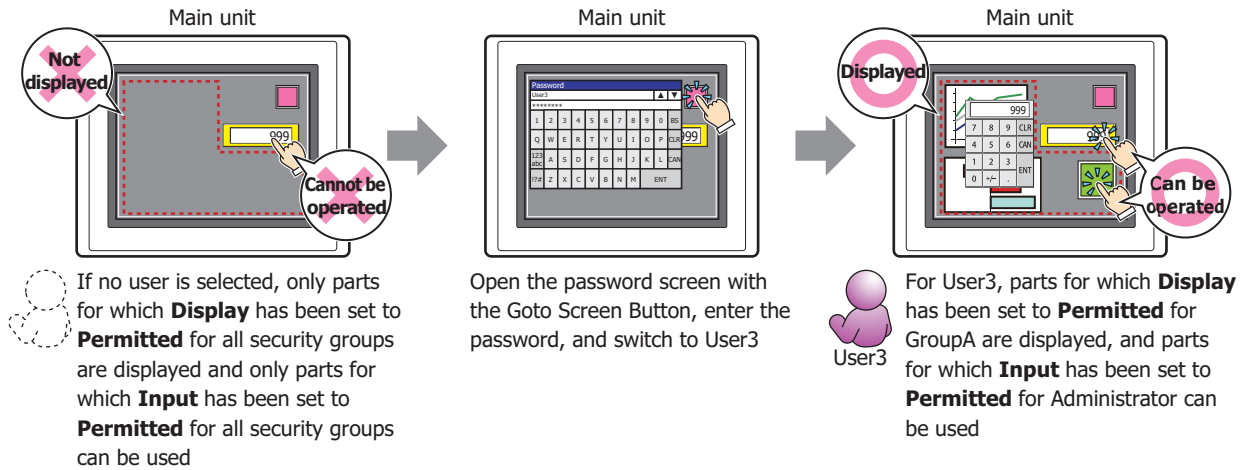 Main unit
Not
displayed
999
Cannot be
operated
If no user is selected, only parts
for which Display has been set to
Permitted for all security groups
are displayed and only parts for
which Input has been set to
Permitted for all security groups
can be used
Main unit
Password
User3 ▲ ▼
********
1 2 3 4 5 6 7 8 9 0 BS
Q W E R T Y U I O P CLR
123
abc A S D F G H J K L CAN
!?# Z X C V B N M ENT
999
Open the password screen with
the Goto Screen Button, enter the
password, and switch to User3
Main unit
Displayed
999
7 8 9 CLR
4 5 6 CAN
1 2 3
0 +/- . ENT
999
Can be
operated
User3
For User3, parts for which Display
has been set to Permitted for
GroupA are displayed, and parts
for which Input has been set to
Permitted for Administrator can
be used